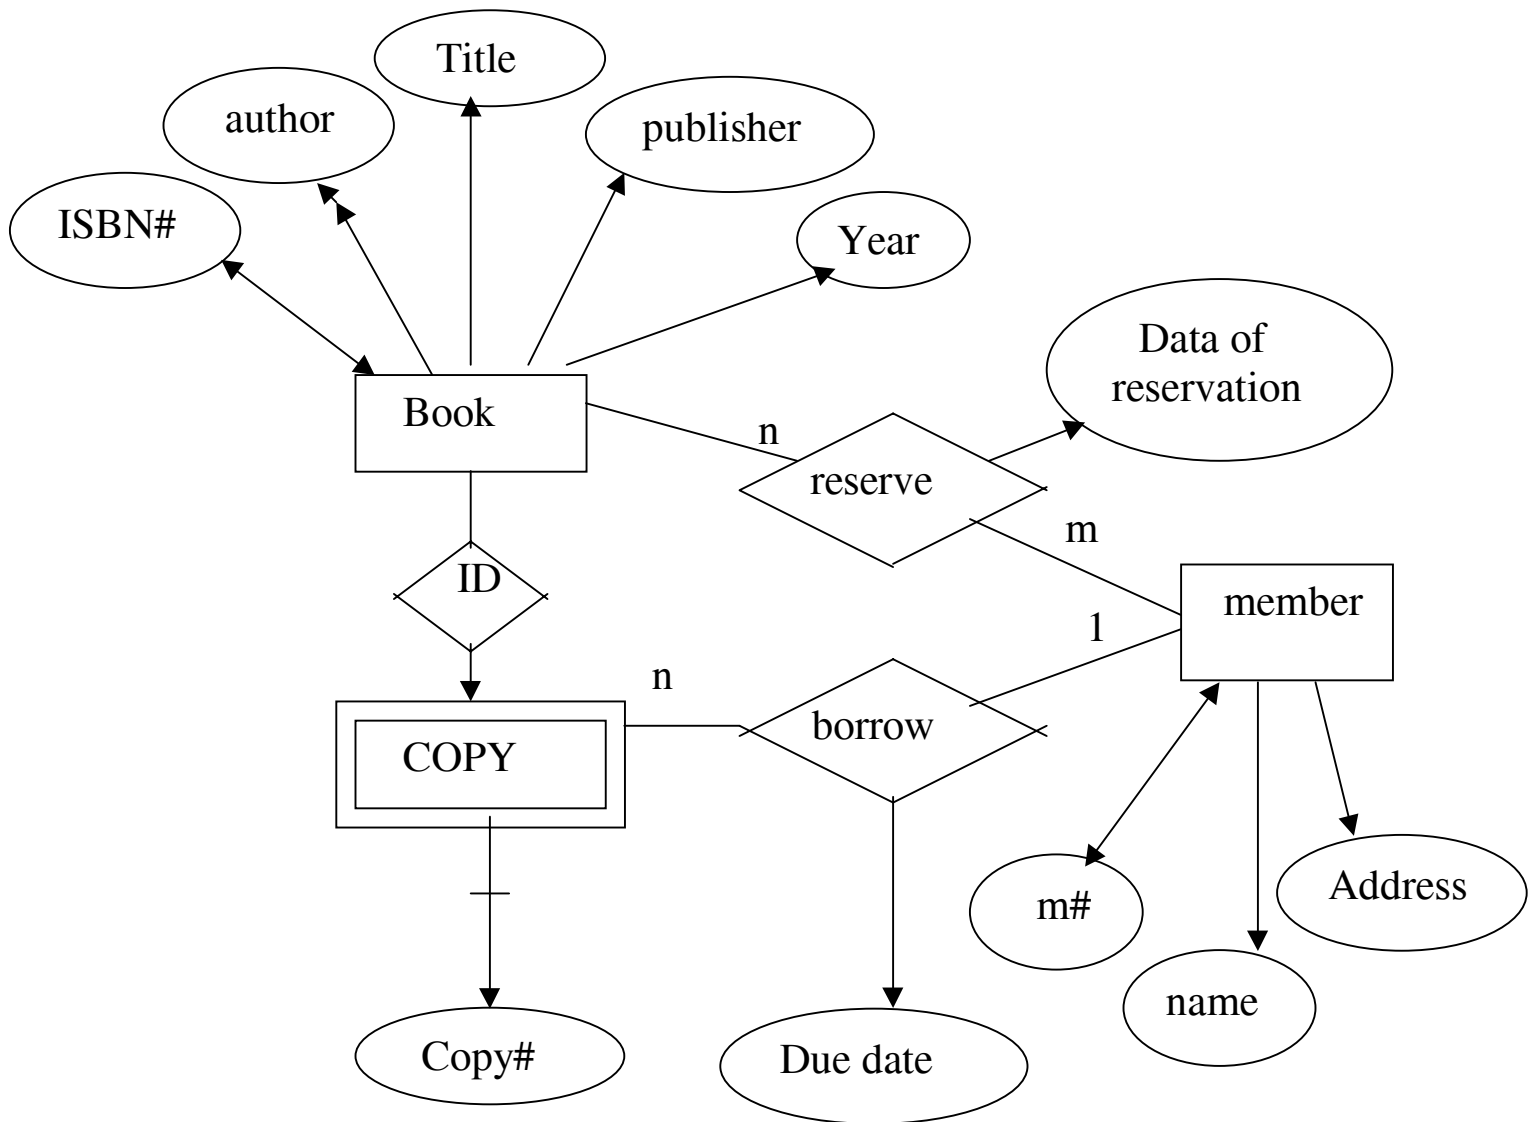 Title
author
publisher
ISBN#
Year
Data of
reservation
Book
n
reserve
m
ID
member
1
n
borrow
COPY
m#
Address
name
Copy#
Due date